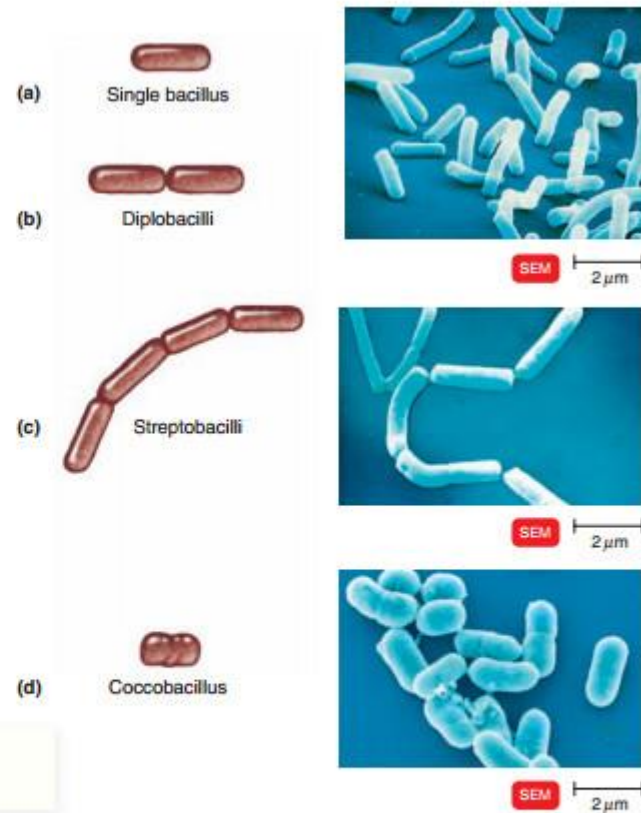 (a)
Single bacillus
SEM 2 μm
(b)
Diplobacilli
(c)
Streptobacilli
SEM 2 μm
(d)
Coccobacillus
SEM 2 μm